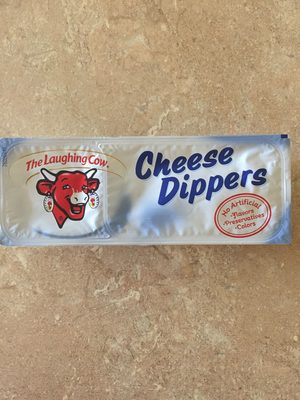 The Laughing Cow®
Cheese
Dippers
No Artificial
•Flavors
•Preservatives
•Colors